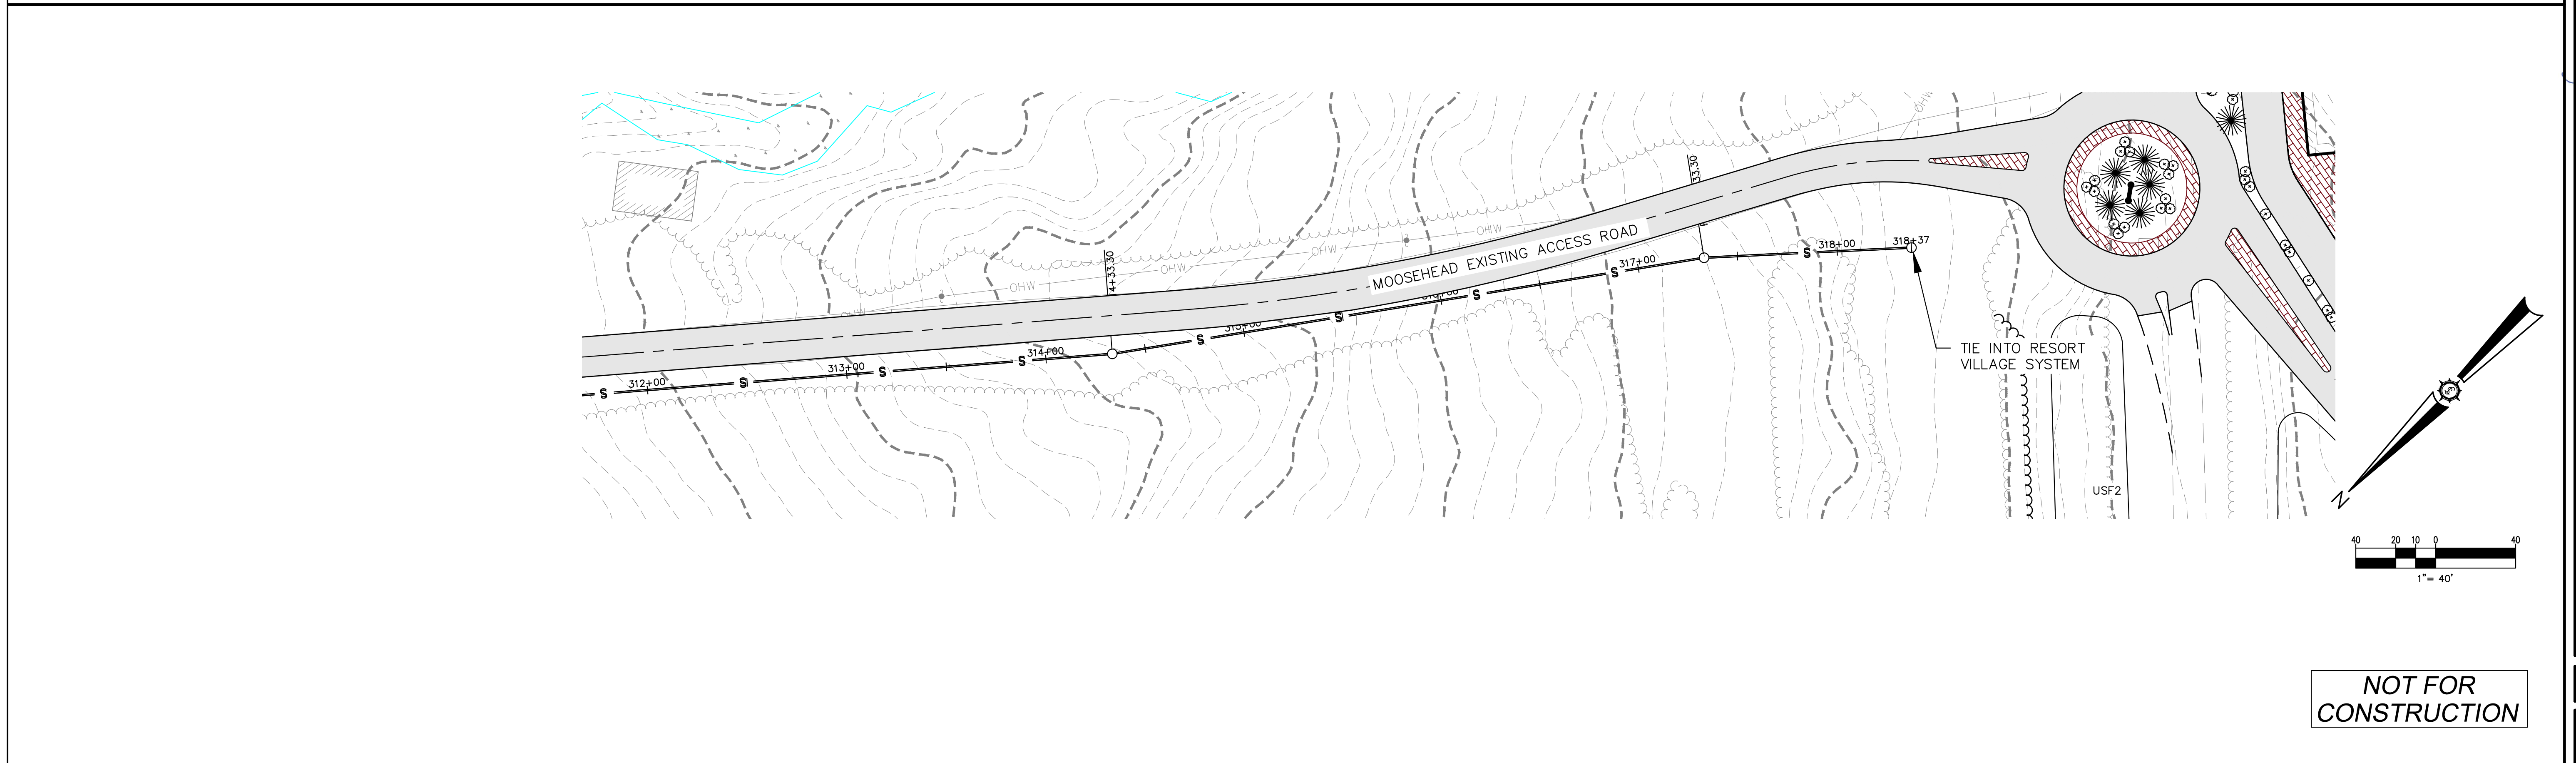 OHW
33.30
4+33.30
OHW
OHW
OHW
OHW
OHW
MOOSEHEAD EXISTING ACCESS ROAD
312+00
313+00
314+00
315+00
317+00
318+00
318+37
S
S
S
S
S
S
S
S
S
TIE INTO RESORT
VILLAGE SYSTEM
USF2
N
40
20
10
0
40
1"= 40'
NOT FOR
CONSTRUCTION